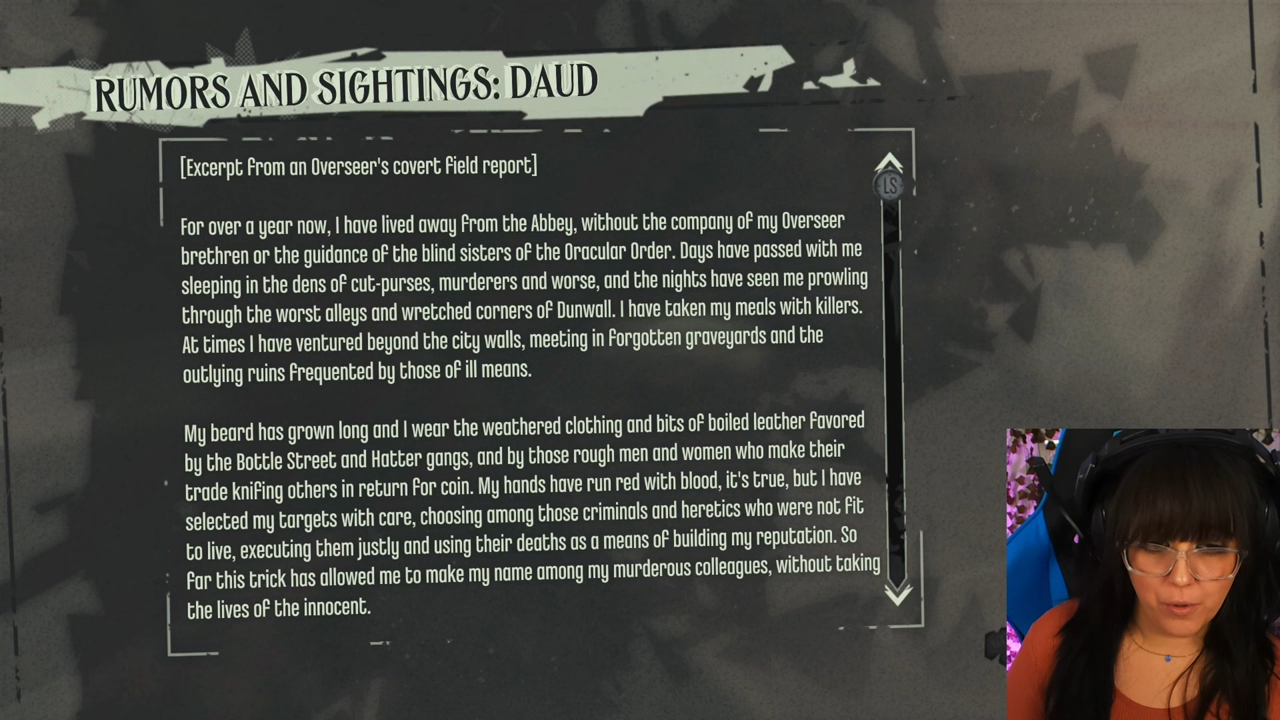 RUMORS AND SIGHTINGS: DAUD
[Excerpt from an Overseer's covert field report]
For over a year now, I have lived away from the Abbey, without the company of my Overseer
brethren or the guidance of the blind sisters of the Oracular Order. Days have passed with me
sleeping in the dens of cut-purses, murderers and worse, and the nights have seen me prowling
through the worst alleys and wretched corners of Dunwall. I have taken my meals with killers.
At times I have ventured beyond the city walls, meeting in forgotten graveyards and the
outlying ruins frequented by those of ill means.
My beard has grown long and I wear the weathered clothing and bits of boiled leather favored
by the Bottle Street and Hatter gangs, and by those rough men and women who make their
trade knifing others in return for coin. My hands have run red with blood, it's true, but I have
selected my targets with care, choosing among those criminals and heretics who were not fit
to live, executing them justly and using their deaths as a means of building my reputation. So
far this trick has allowed me to make my name among my murderous colleagues, without taking
the lives of the innocent.
LS